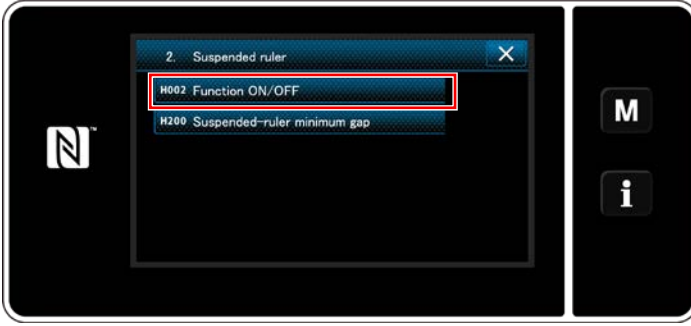 2. Suspended ruler
H002 Function ON/OFF
H200 Suspended-ruler minimum gap
M
i
N